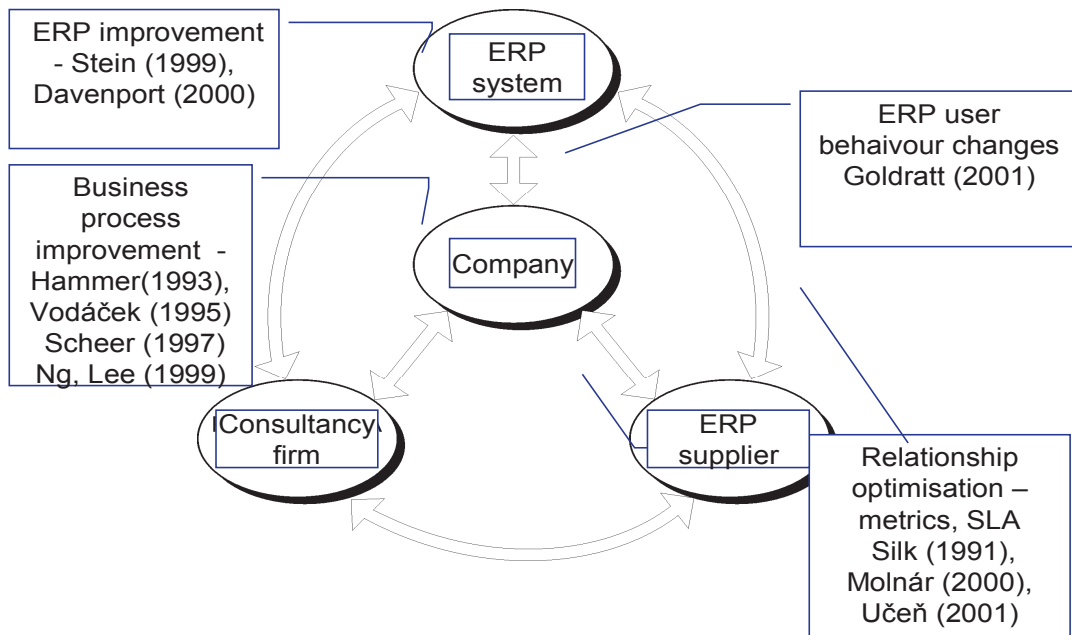 ERP improvement
- Stein (1999),
Davenport (2000)
ERP
system
ERP user
behaivour changes
Goldratt (2001)
Business
process
improvement -
Hammer(1993),
Vodáček (1995)
Scheer (1997)
Ng, Lee (1999)
Company
Consultancy
firm
ERP
supplier
Relationship
optimisation –
metrics, SLA
Silk (1991),
Molnár (2000),
Učeň (2001)